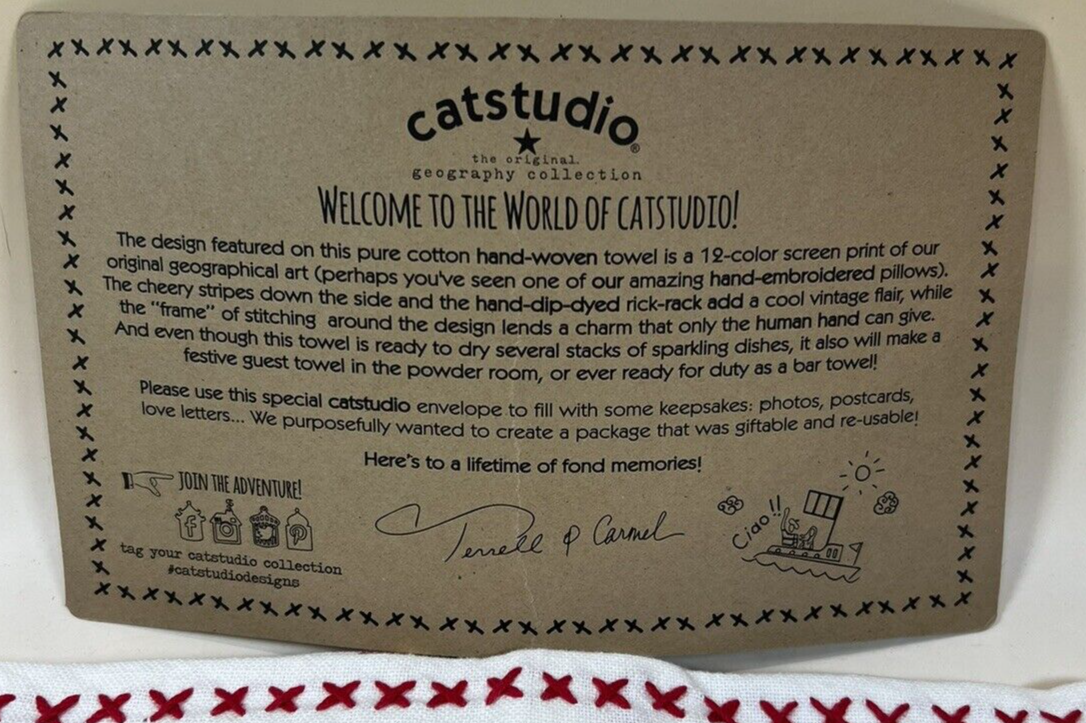 catstudio®
the original
geography collection
WELCOME TO THE WORLD OF CATSTUDIO!
The design featured on this pure cotton hand-woven towel is a 12-color screen print of our
original geographical art (perhaps you've seen one of our amazing hand-embroidered pillows).
The cheery stripes down the side and the hand-dip-dyed rick-rack add a cool vintage flair, while
the "frame" of stitching around the design lends a charm that only the human hand can give.
And even though this towel is ready to dry several stacks of sparkling dishes, it also will make a
festive guest towel in the powder room, or ever ready for duty as a bar towel!
Please use this special catstudio envelope to fill with some keepsakes: photos, postcards,
love letters... We purposefully wanted to create a package that was giftable and re-usable!
Here's to a lifetime of fond memories!
JOIN THE ADVENTURE!
tag your catstudio collection
#catstudiodesigns
Terrell & Carmel
Ciao!!